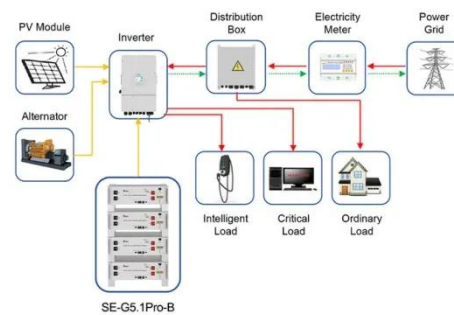 PV Module
Inverter
Distribution
Box
Electricity
Meter
Power
Grid
Alternator
Intelligent
Load
Critical
Load
Ordinary
Load
SE-G5.1Pro-B